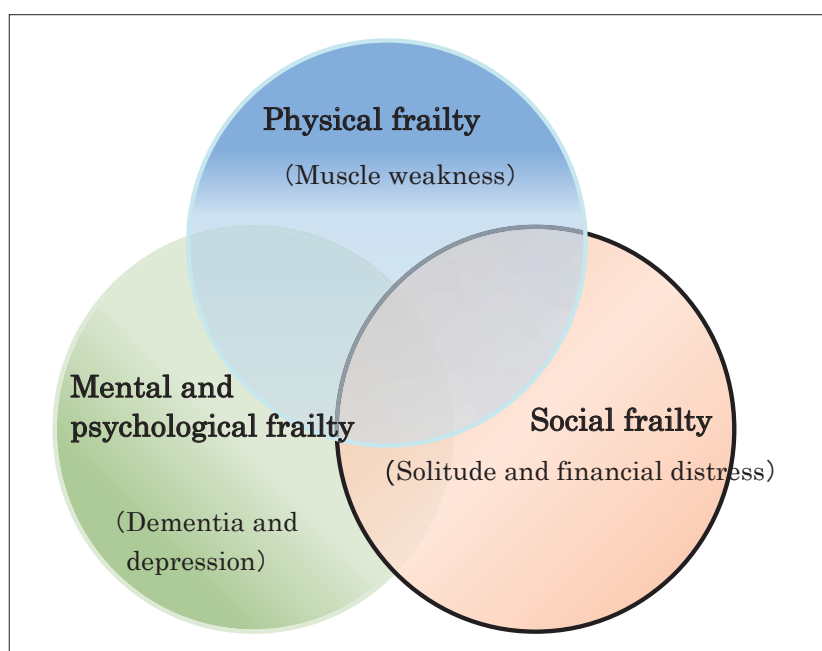 Physical frailty
（Muscle weakness）
Mental and
psychological frailty
（Dementia and
depression）
Social frailty
（Solitude and financial distress）